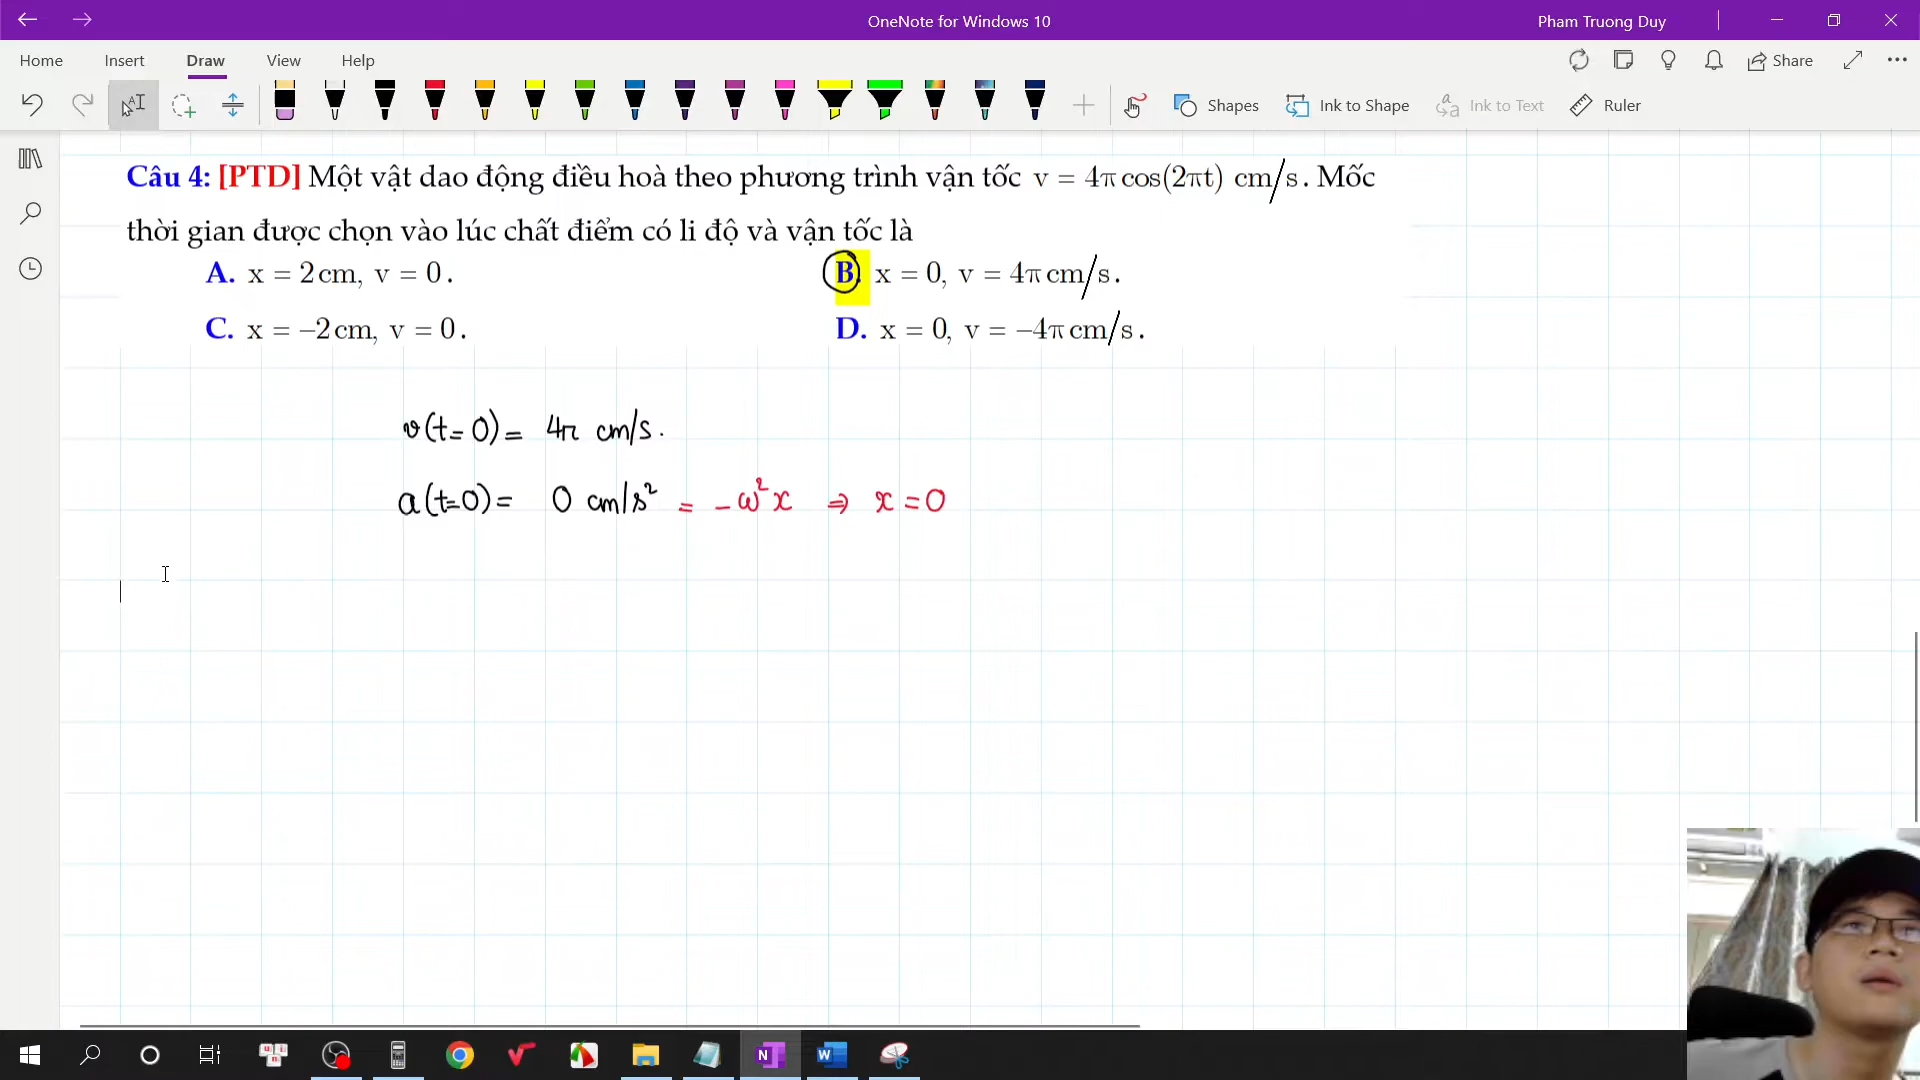 OneNote for Windows 10
Pham Truong Duy
Home Insert Draw View Help
Share
Shapes Ink to Shape Ink to Text Ruler
Câu 4: [PTD] Một vật dao động điều hoà theo phương trình vận tốc v = 4π cos(2πt) cm/s. Mốc
thời gian được chọn vào lúc chất điểm có li độ và vận tốc là
A. x = 2 cm, v = 0.
B. x = 0, v = 4π cm/s.
C. x = −2 cm, v = 0.
D. x = 0, v = −4π cm/s.
v(t=0) = 4π cm/s.
a(t=0) = 0 cm/s² = −ω²x ⇒ x = 0